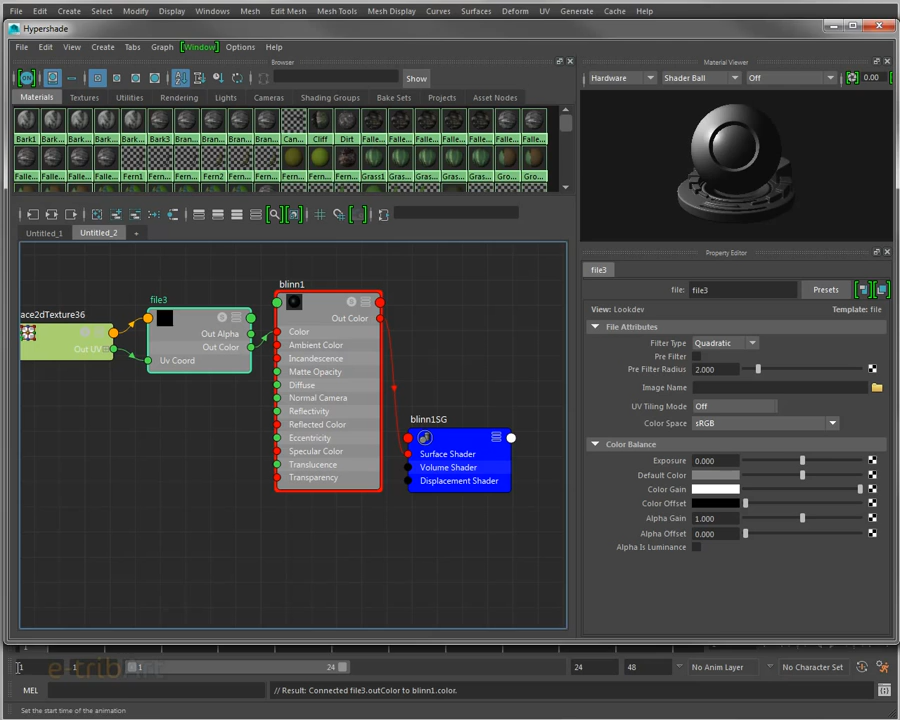 File Edit Create Select Modify Display Windows Mesh Edit Mesh Mesh Tools Mesh Display Curves Surfaces Deform UV Generate Cache Help
Hypershade
File Edit View Create Tabs Graph [Window] Options Help
Browser
Show
Materials Textures Utilities Rendering Lights Cameras Shading Groups Bake Sets Projects Asset Nodes
Bark1 Bark... Bark... Bark... Bark... Bark3 Bran... Bran... Bran... Bran... Can... Cliff Dirt Falle... Falle... Falle... Falle... Falle... Falle... Falle...
Falle... Falle... Falle... Falle... Fern1 Fern1... Fern... Fern2 Fern... Fern... Fern... Fern... Fern... Falle... Grass1 Gras... Gras... Gras... Gro... Gro...
Untitled_1 Untitled_2 +
ace2dTexture36
Out UV
file3
Out Alpha
Out Color
Uv Coord
blinn1
Out Color
Color
Ambient Color
Incandescence
Matte Opacity
Diffuse
Normal Camera
Reflectivity
Reflected Color
Eccentricity
Specular Color
Translucence
Transparency
blinn1SG
Surface Shader
Volume Shader
Displacement Shader
Material Viewer
Hardware Shader Ball Off 0.00
Property Editor
file3
file: file3 Presets
View: Lookdev Template: file
File Attributes
Filter Type Quadratic
Pre Filter
Pre Filter Radius 2.000
Image Name
UV Tiling Mode Off
Color Space sRGB
Color Balance
Exposure 0.000
Default Color
Color Gain
Color Offset
Alpha Gain 1.000
Alpha Offset 0.000
Alpha Is Luminance
1 1 1 24 24 48 No Anim Layer No Character Set
MEL // Result: Connected file3.outColor to blinn1.color.
Set the start time of the animation